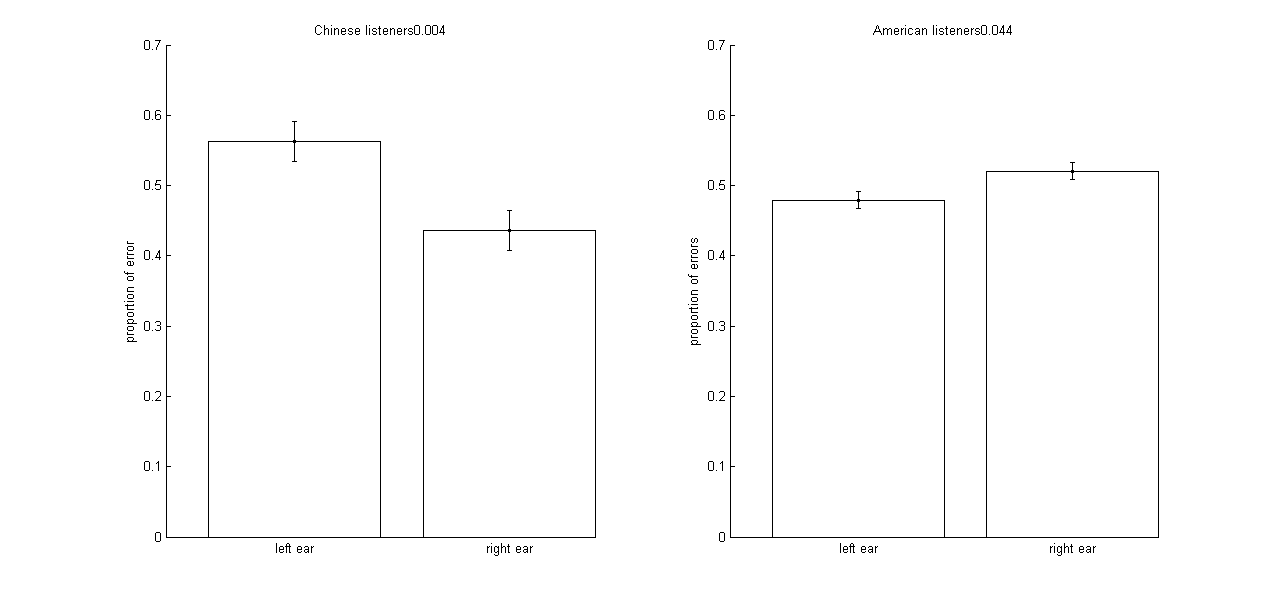 Chinese listeners0.004
0.7
0.6
0.5
0.4
0.3
0.2
0.1
0
proportion of error
left ear
right ear
American listeners0.044
0.7
0.6
0.5
0.4
0.3
0.2
0.1
0
proportion of errors
left ear
right ear